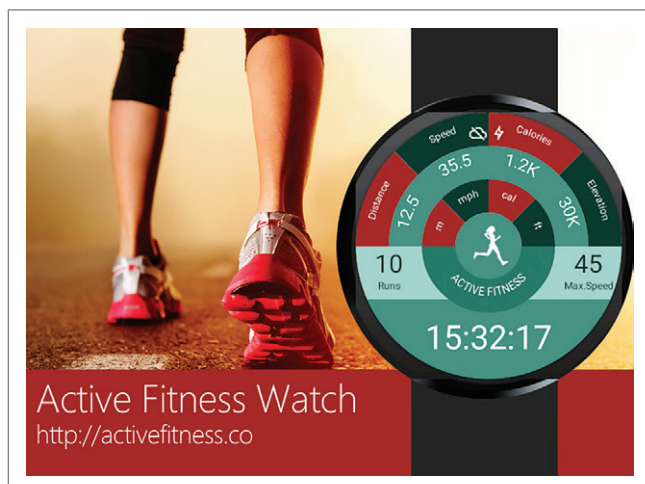 Speed
Calories
Distance
Elevation
12.5
35.5
1.2K
30K
m
mph
cal
ft
10
Runs
ACTIVE FITNESS
45
Max.Speed
15:32:17
Active Fitness Watch
http://activefitness.co